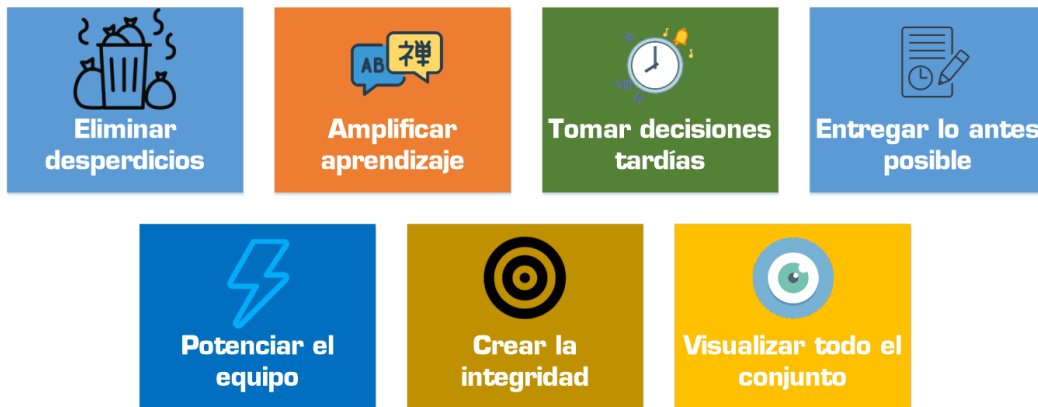 AB 禅
Eliminar
desperdicios
Amplificar
aprendizaje
Tomar decisiones
tardías
Entregar lo antes
posible
Potenciar el
equipo
Crear la
integridad
Visualizar todo el
conjunto